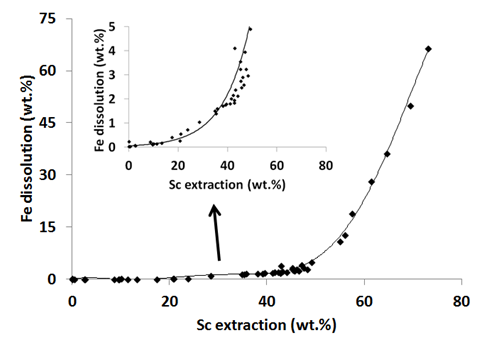 75
60
45
30
15
0
Fe dissolution (wt.%)
0 20 40 60 80
Sc extraction (wt.%)
5
4
3
2
1
0
Fe dissolution (wt.%)
0 20 40 60 80
Sc extraction (wt.%)